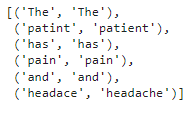 [('The', 'The'),
('patint', 'patient'),
('has', 'has'),
('pain', 'pain'),
('and', 'and'),
('headace', 'headache')]